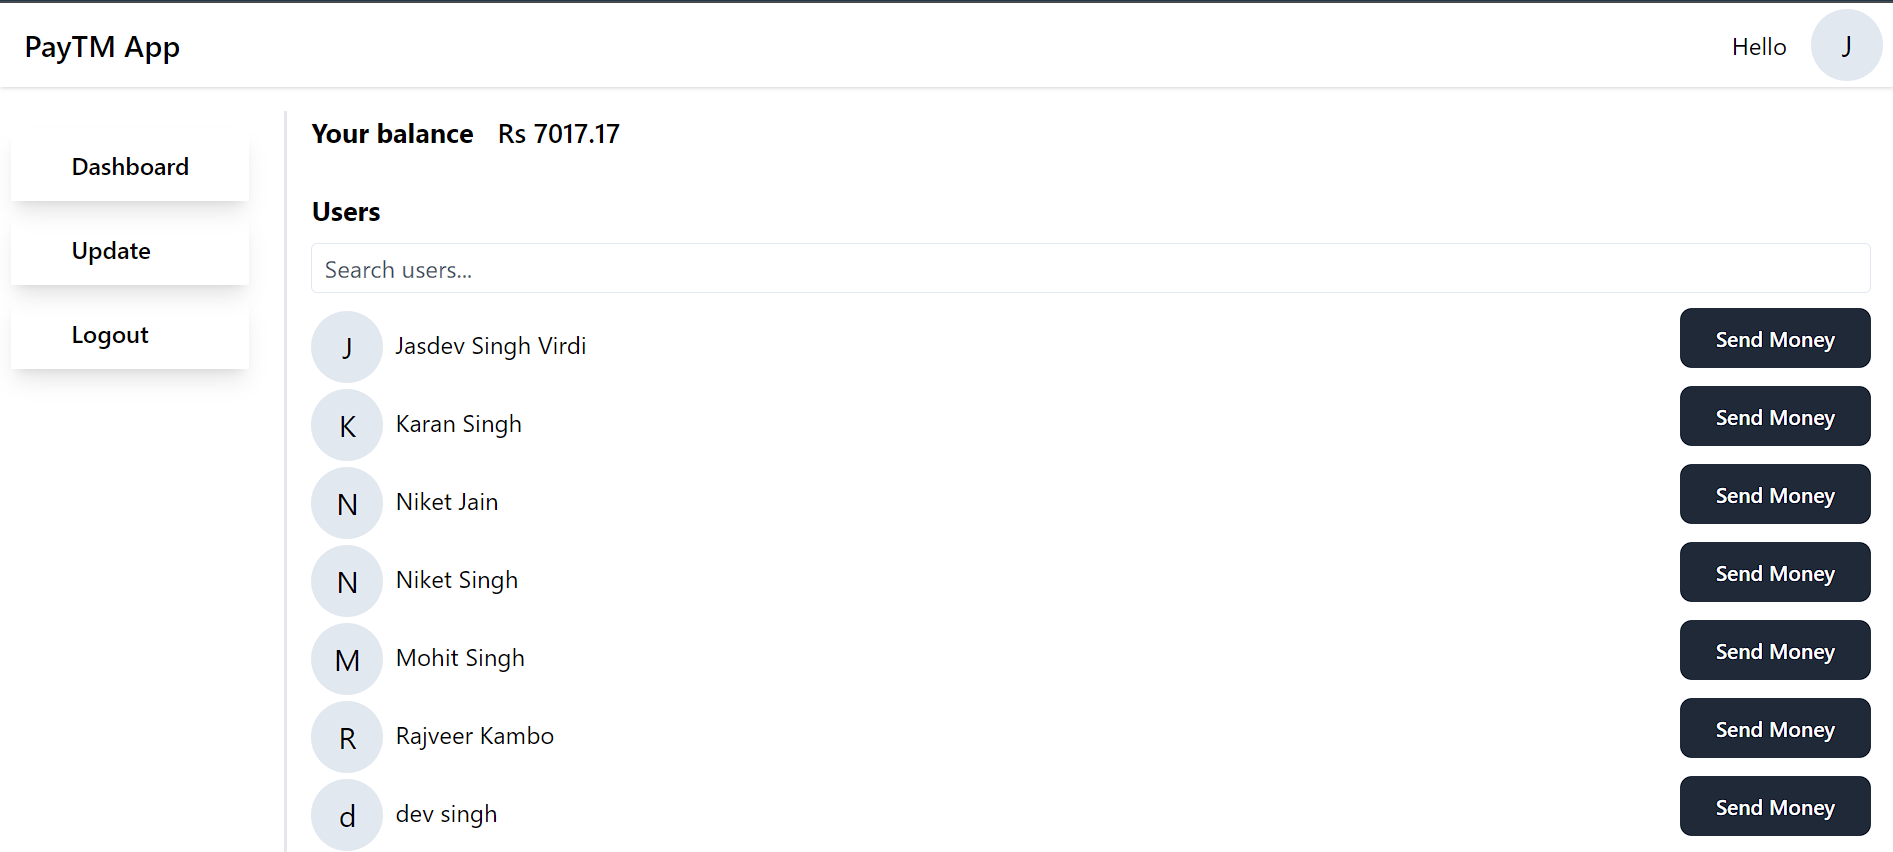 PayTM App
Hello J
Dashboard
Update
Logout
Your balance Rs 7017.17
Users
Search users...
J Jasdev Singh Virdi Send Money
K Karan Singh Send Money
N Niket Jain Send Money
N Niket Singh Send Money
M Mohit Singh Send Money
R Rajveer Kambo Send Money
d dev singh Send Money